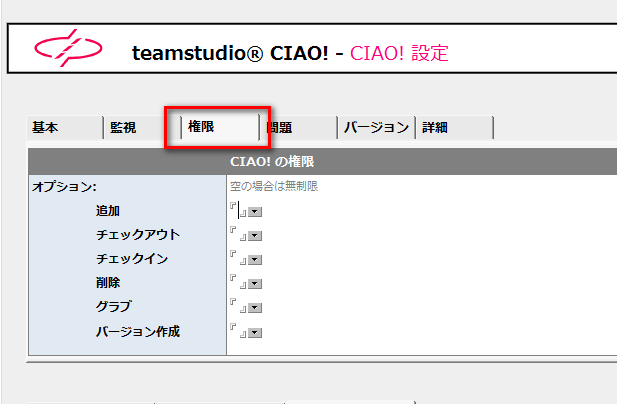 teamstudio® CIAO! - CIAO! 設定
基本 監視 権限 問題 バージョン 詳細
CIAO! の権限
オプション: 空の場合は無制限
追加
チェックアウト
チェックイン
削除
グラブ
バージョン作成